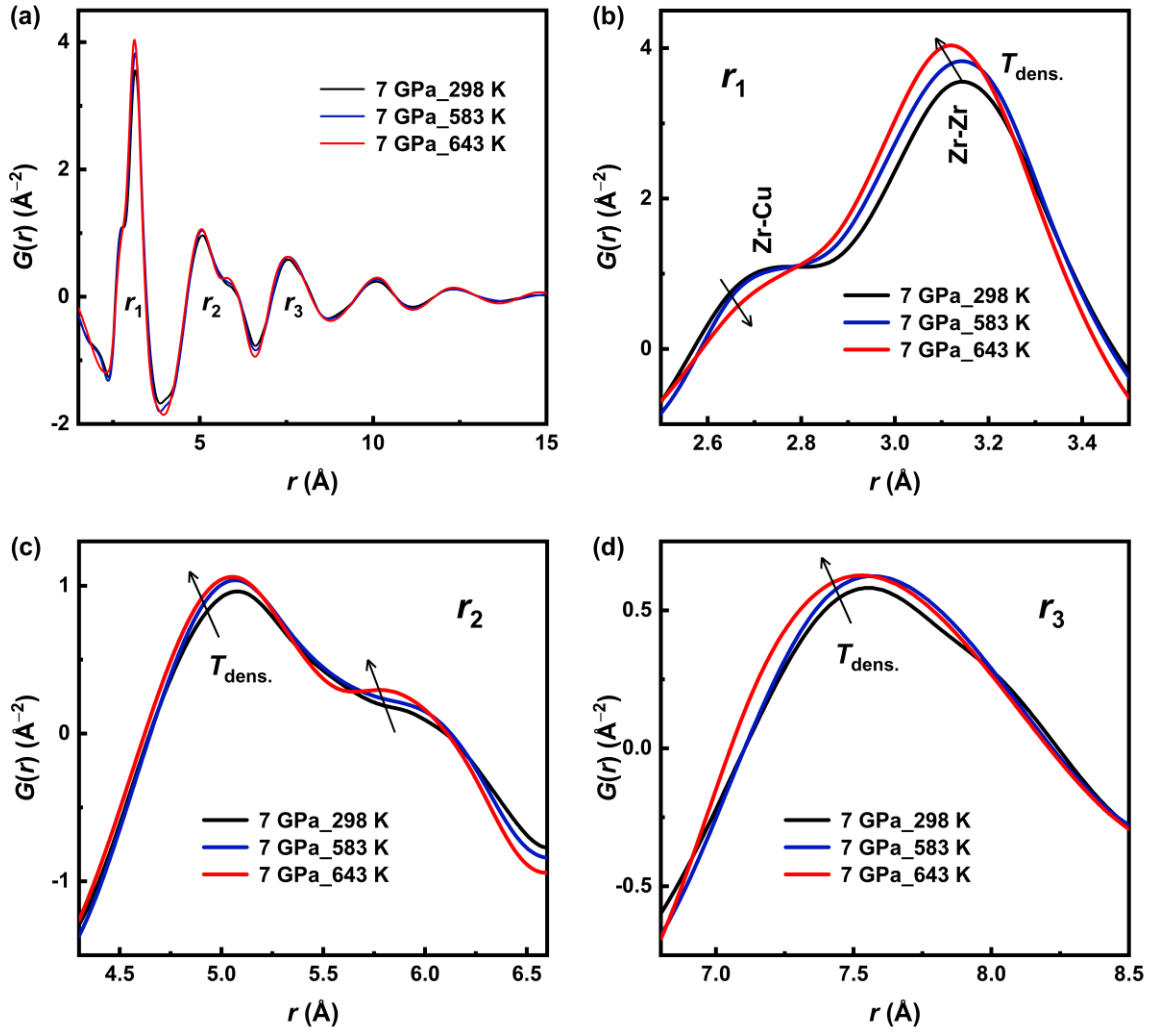 (a)
4
2
0
-2
5
10
15
G(r) (Å⁻²)
r (Å)
7 GPa_298 K
7 GPa_583 K
7 GPa_643 K
r₁
r₂
r₃
(b)
4
2
0
2.6
2.8
3.0
3.2
3.4
G(r) (Å⁻²)
r (Å)
r₁
T_dens.
Zr-Cu
Zr-Zr
7 GPa_298 K
7 GPa_583 K
7 GPa_643 K
(c)
1
0
-1
4.5
5.0
5.5
6.0
6.5
G(r) (Å⁻²)
r (Å)
r₂
T_dens.
7 GPa_298 K
7 GPa_583 K
7 GPa_643 K
(d)
0.5
0.0
-0.5
7.0
7.5
8.0
8.5
G(r) (Å⁻²)
r (Å)
r₃
T_dens.
7 GPa_298 K
7 GPa_583 K
7 GPa_643 K